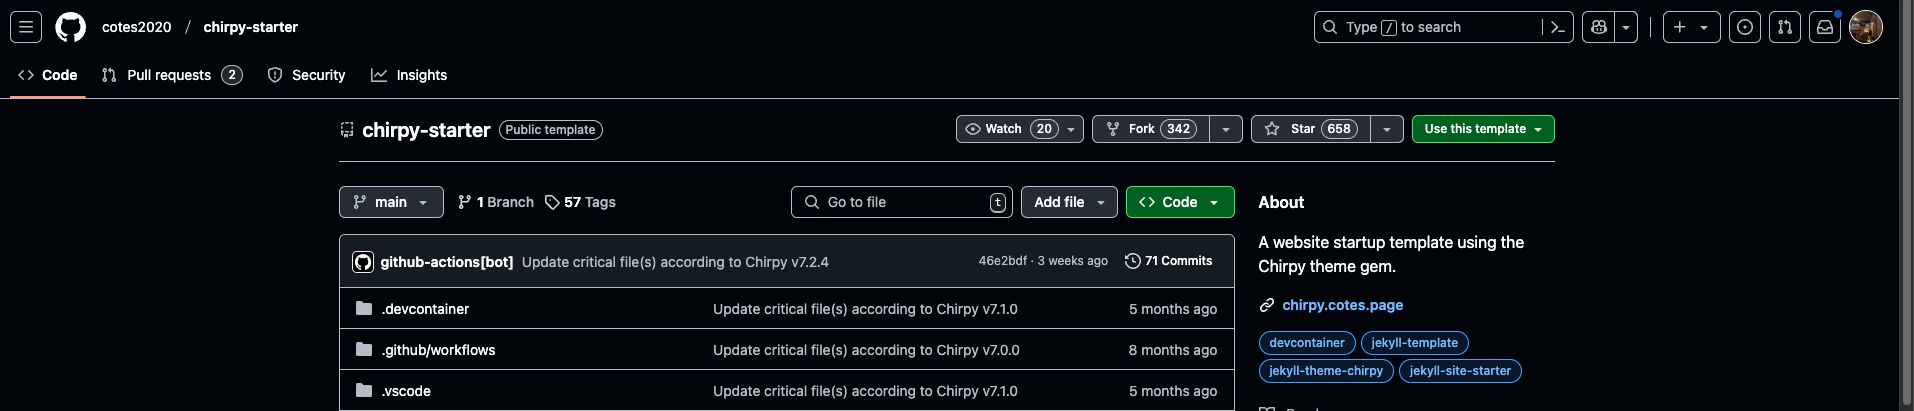 cotes2020 / chirpy-starter
Type / to search
Code
Pull requests 2
Security
Insights
chirpy-starter Public template
Watch 20
Fork 342
Star 658
Use this template
main
1 Branch
57 Tags
Go to file t
Add file
Code
github-actions[bot] Update critical file(s) according to Chirpy v7.2.4
46e2bdf · 3 weeks ago
71 Commits
.devcontainer Update critical file(s) according to Chirpy v7.1.0 5 months ago
.github/workflows Update critical file(s) according to Chirpy v7.0.0 8 months ago
.vscode Update critical file(s) according to Chirpy v7.1.0 5 months ago
About
A website startup template using the
Chirpy theme gem.
chirpy.cotes.page
devcontainer jekyll-template
jekyll-theme-chirpy jekyll-site-starter